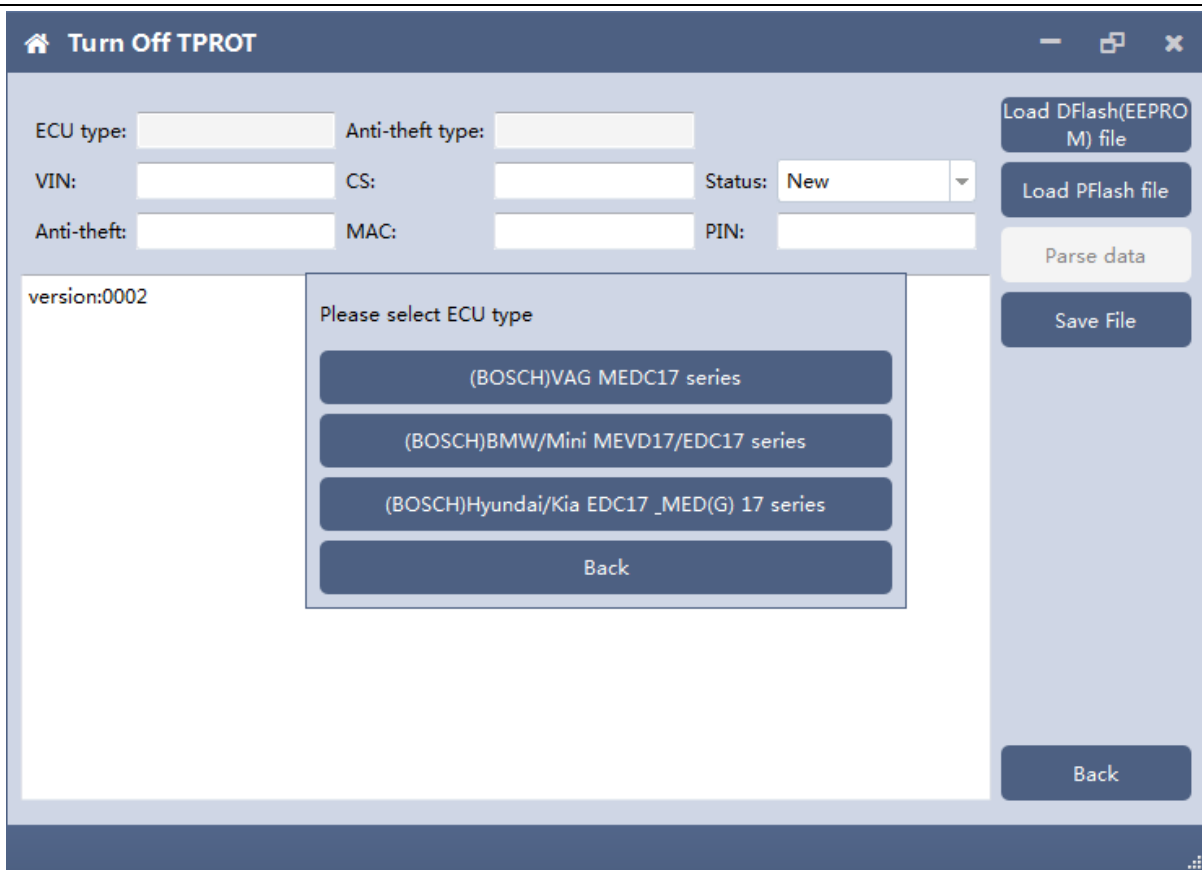 Turn Off TPROT
ECU type: Anti-theft type:
VIN: CS: Status: New
Anti-theft: MAC: PIN:
Load DFlash(EEPRO
M) file
Load PFlash file
Parse data
Save File
version:0002
Please select ECU type
(BOSCH)VAG MEDC17 series
(BOSCH)BMW/Mini MEVD17/EDC17 series
(BOSCH)Hyundai/Kia EDC17 _MED(G) 17 series
Back
Back